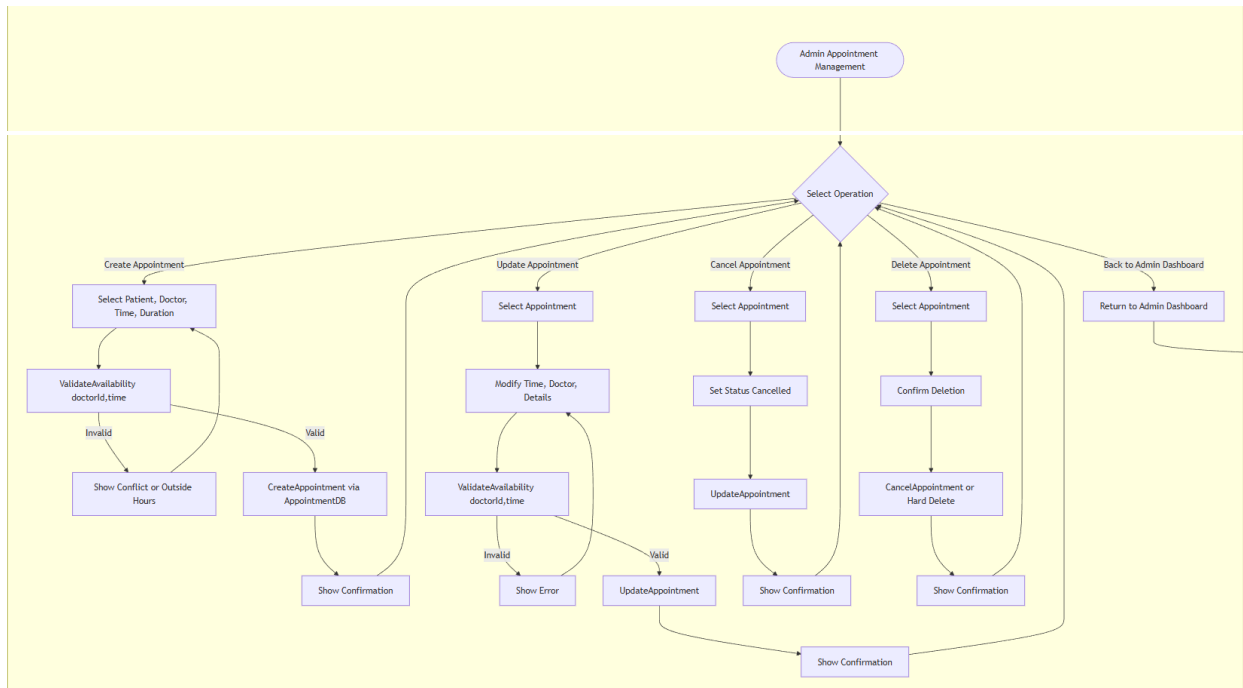 Admin Appointment
Management
Select Operation
Create Appointment
Update Appointment
Cancel Appointment
Delete Appointment
Back to Admin Dashboard
Select Patient, Doctor,
Time, Duration
Select Appointment
Select Appointment
Select Appointment
Return to Admin Dashboard
ValidateAvailability
doctorId,time
Modify Time, Doctor,
Details
Set Status Cancelled
Confirm Deletion
Invalid
Valid
Show Conflict or Outside
Hours
CreateAppointment via
AppointmentDB
ValidateAvailability
doctorId,time
UpdateAppointment
CancelAppointment or
Hard Delete
Invalid
Valid
Show Confirmation
Show Error
UpdateAppointment
Show Confirmation
Show Confirmation
Show Confirmation